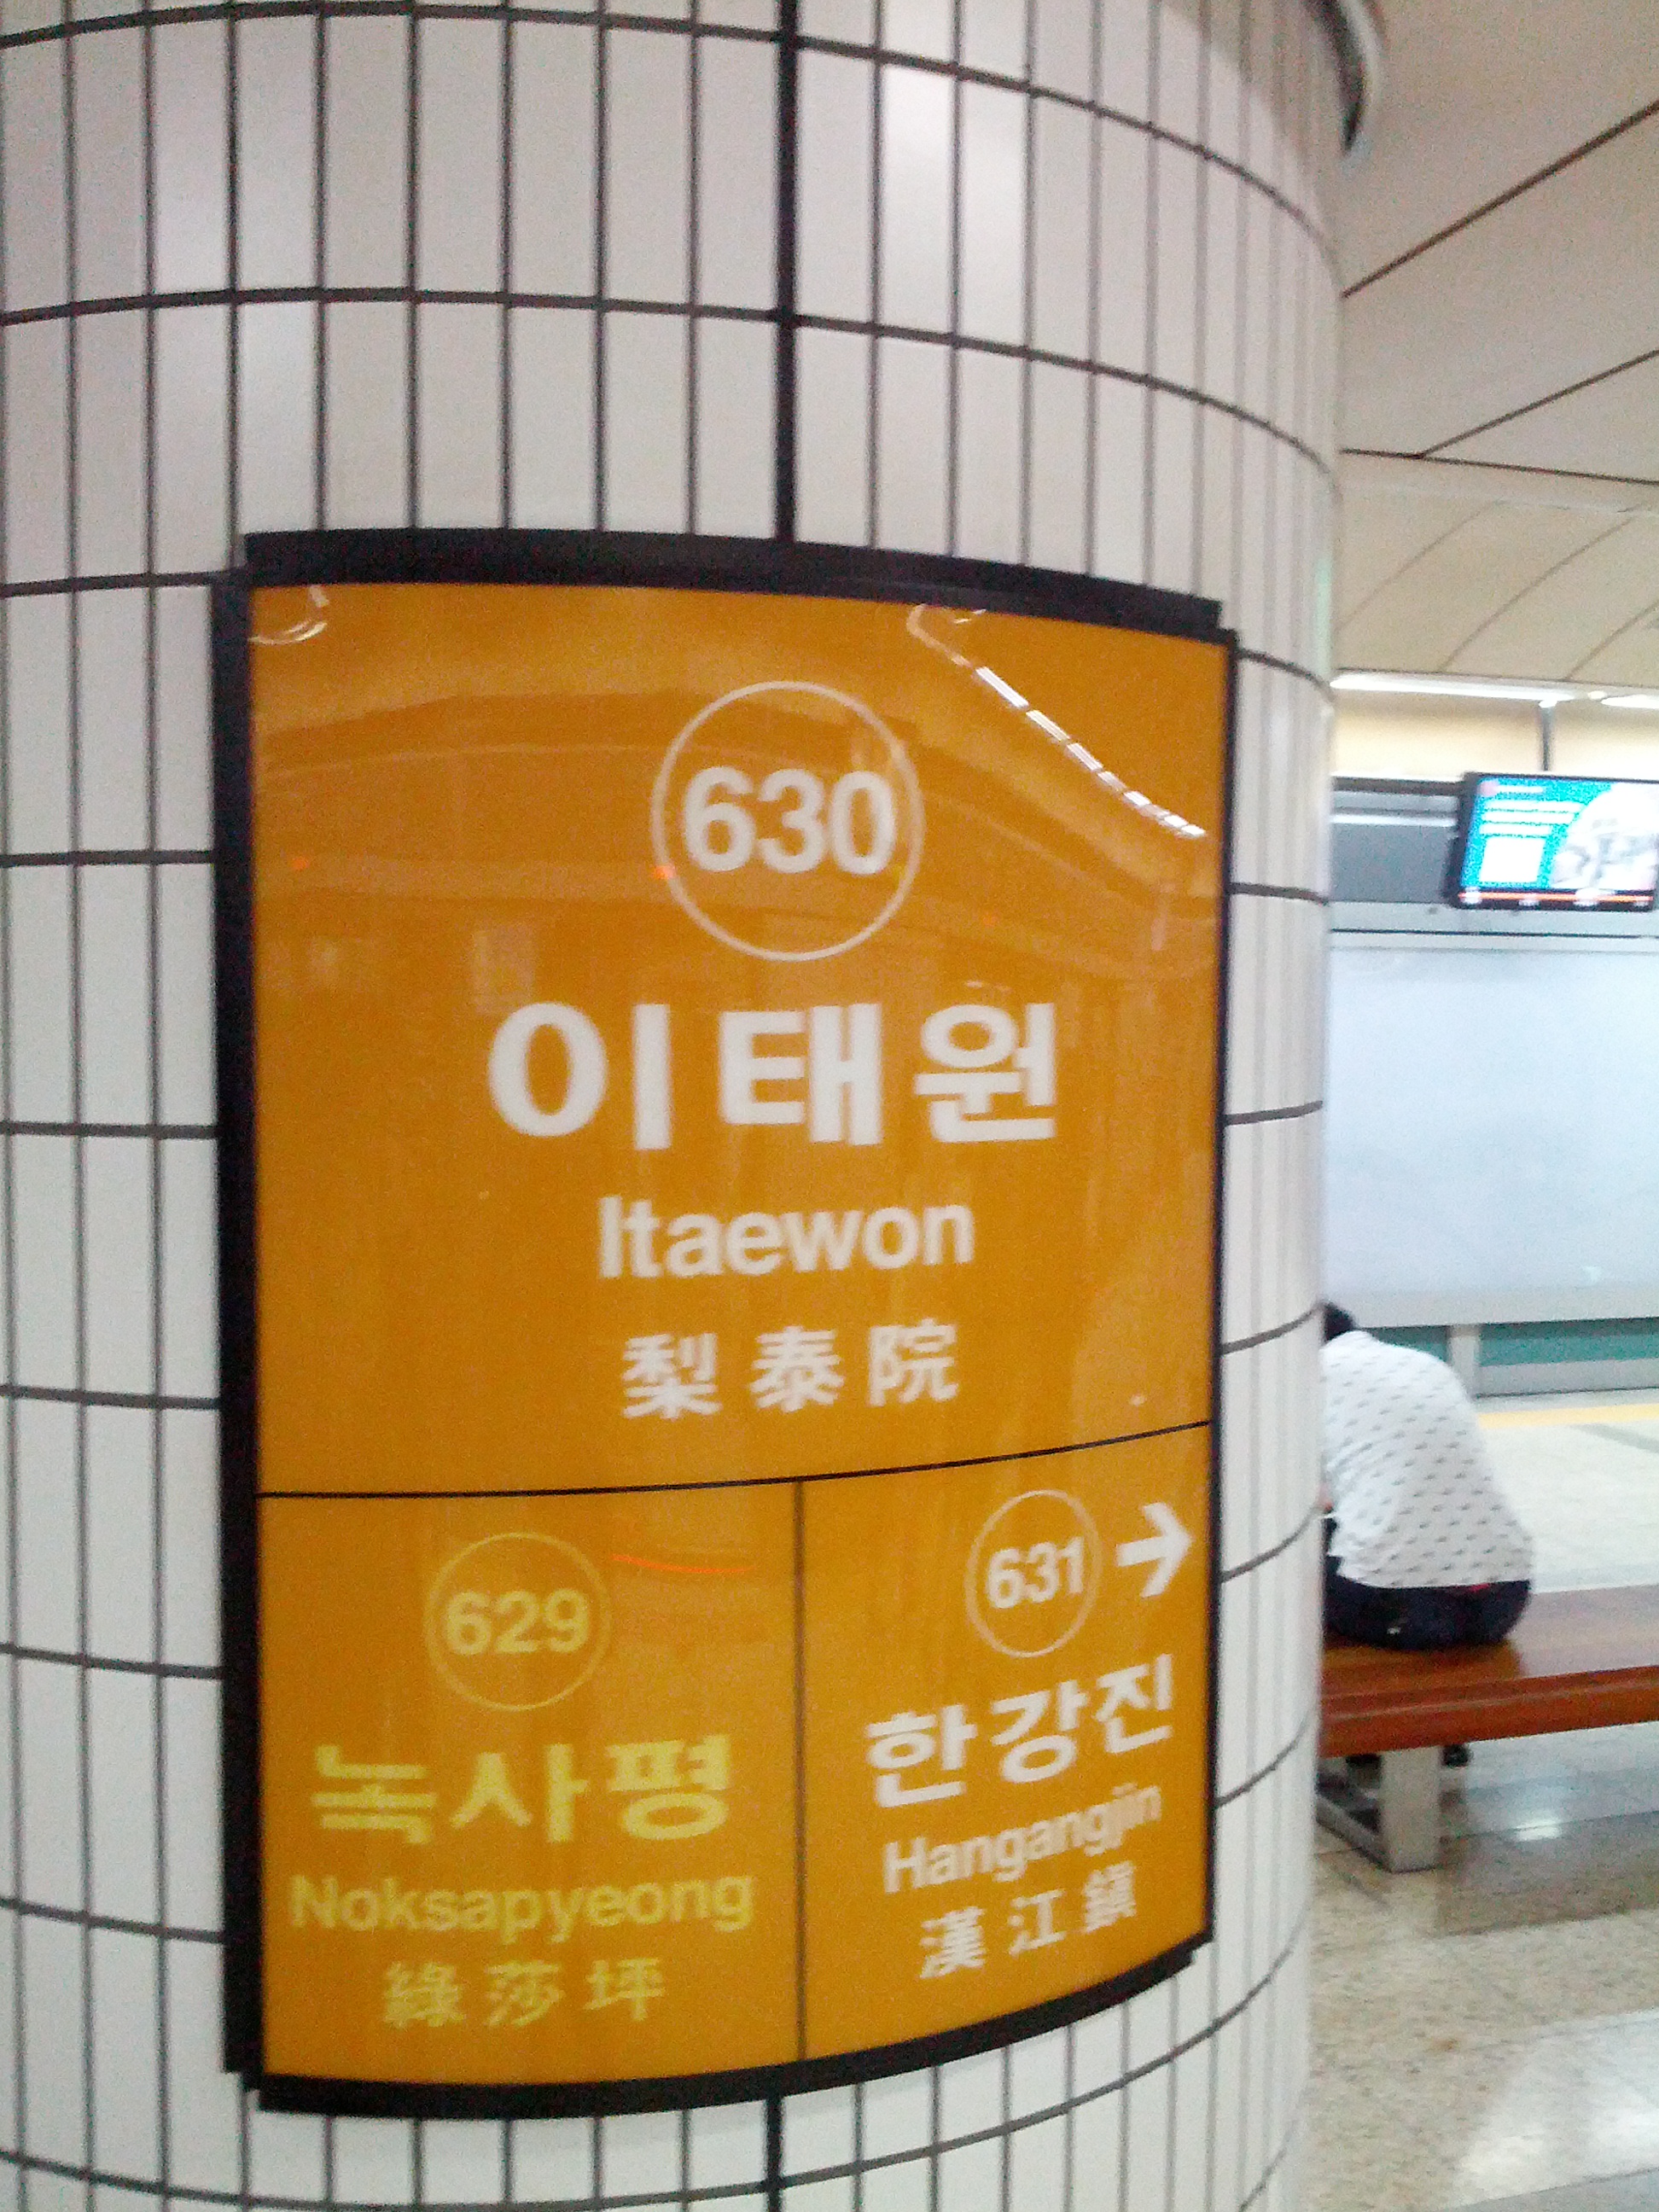 630
이태원
Itaewon
梨泰院
629
녹사평
Noksapyeong
綠莎坪
631 →
한강진
Hangangjin
漢江鎭